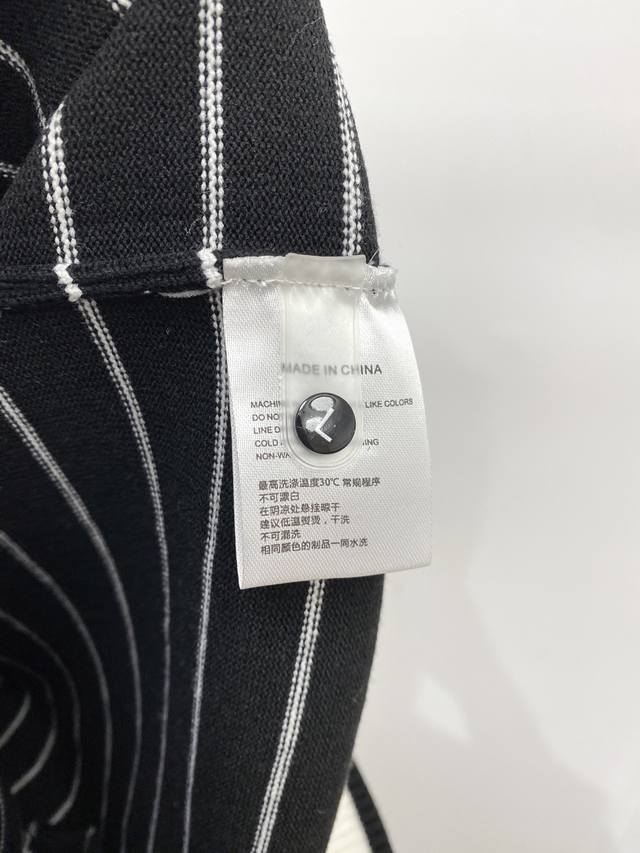 MADE IN CHINA
LIKE COLORS
DO NO
LINE D
COLD
NON-WA
最高洗涤温度30℃ 常规程序
不可漂白
在阴凉处悬挂晾干
建议低温熨烫，干洗
不可混洗
相同颜色的制品一同水洗